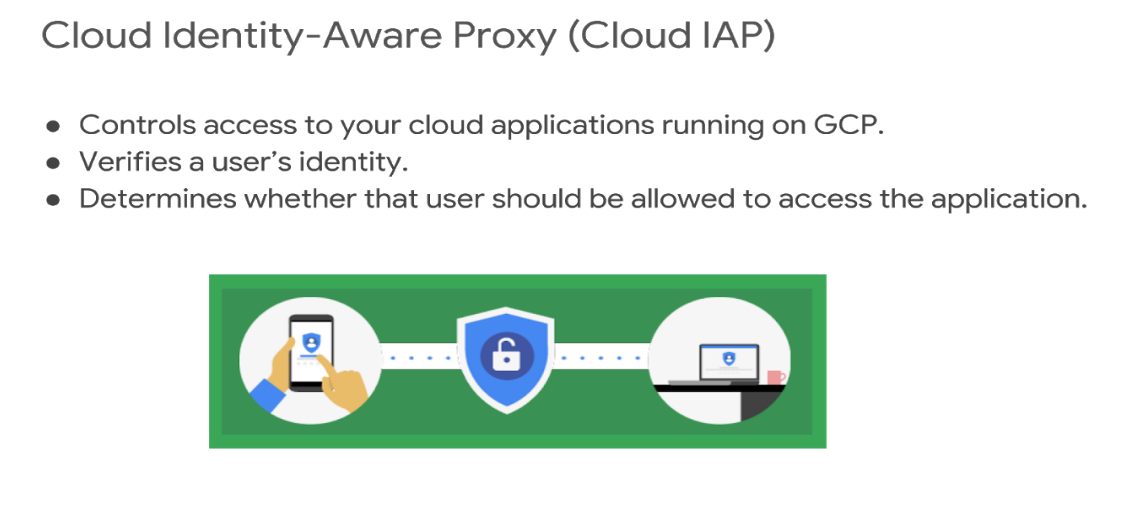 Cloud Identity-Aware Proxy (Cloud IAP)
● Controls access to your cloud applications running on GCP.
● Verifies a user’s identity.
● Determines whether that user should be allowed to access the application.